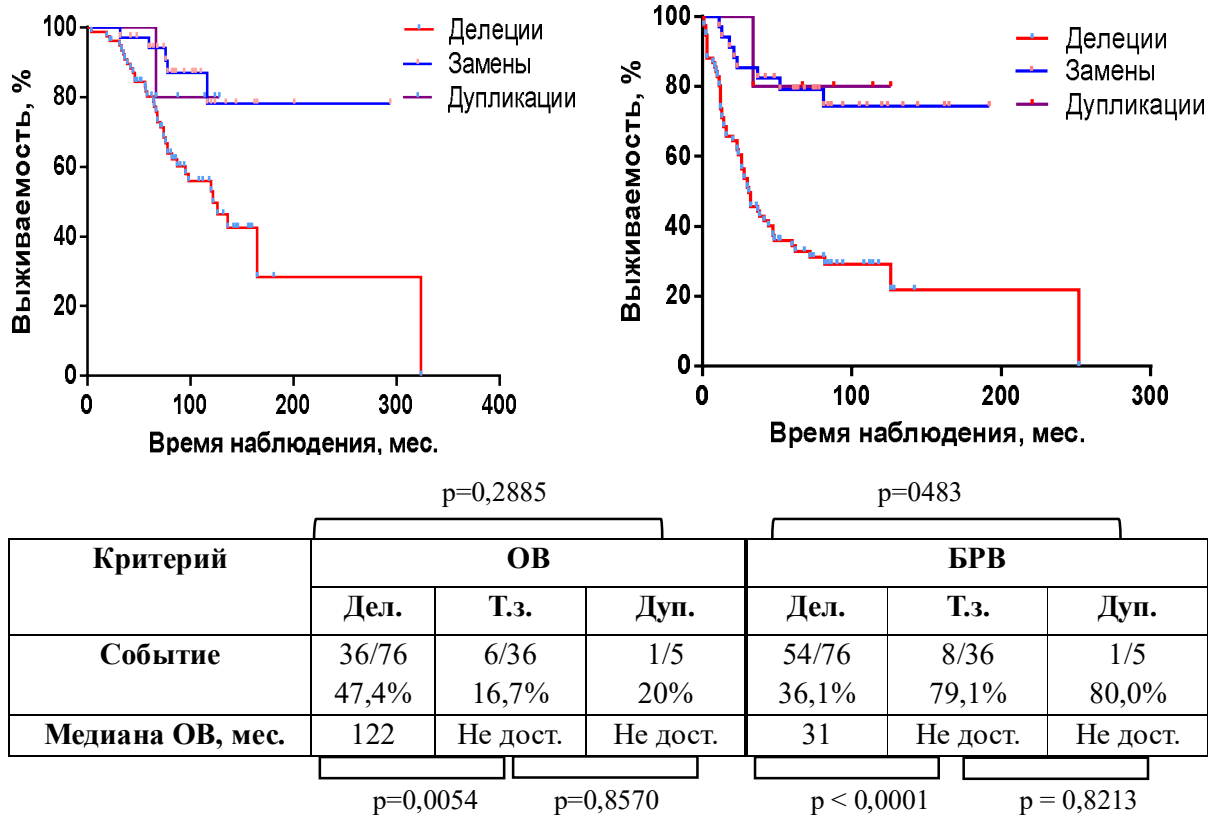 Выживаемость, %
100
80
60
40
20
0
0 100 200 300 400
Время наблюдения, мес.
Делеции
Замены
Дупликации
Выживаемость, %
100
80
60
40
20
0
0 100 200 300
Время наблюдения, мес.
Делеции
Замены
Дупликации
p=0,2885 p=0483
Критерий ОВ БРВ
Дел. Т.з. Дуп. Дел. Т.з. Дуп.
Событие 36/76 6/36 1/5 54/76 8/36 1/5
47,4% 16,7% 20% 36,1% 79,1% 80,0%
Медиана ОВ, мес. 122 Не дост. Не дост. 31 Не дост. Не дост.
p=0,0054 p=0,8570 p < 0,0001 p = 0,8213